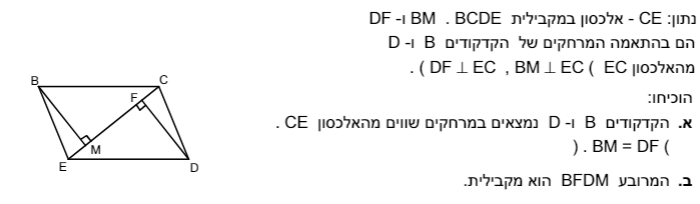 נתון: CE - אלכסון במקבילית BCDE . BM ו- DF
הם בהתאמה המרחקים של הקדקודים B ו- D
מהאלכסון EC ( DF ⊥ EC , BM ⊥ EC ) .
הוכיחו:
א. הקדקודים B ו- D נמצאים במרחקים שווים מהאלכסון CE .
( BM = DF ) .
ב. המרובע BFDM הוא מקבילית.
B C
F
M
E D